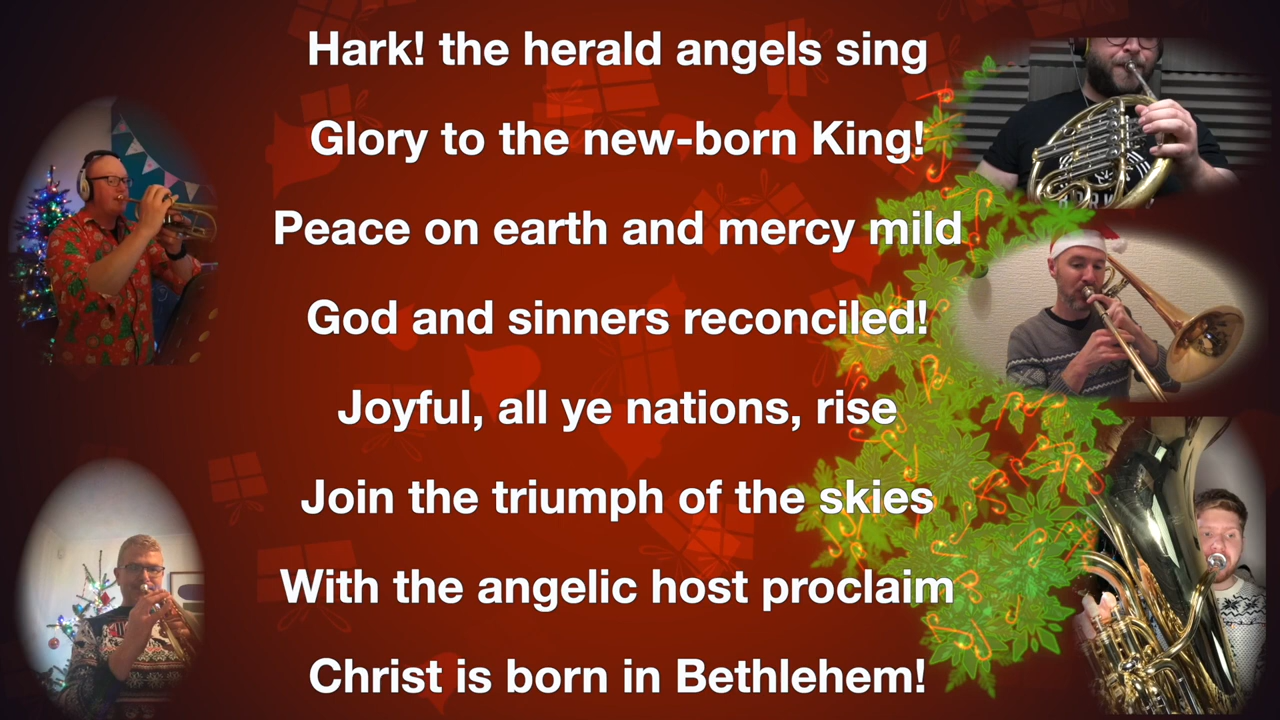 Hark! the herald angels sing
Glory to the new-born King!
Peace on earth and mercy mild
God and sinners reconciled!
Joyful, all ye nations, rise
Join the triumph of the skies
With the angelic host proclaim
Christ is born in Bethlehem!